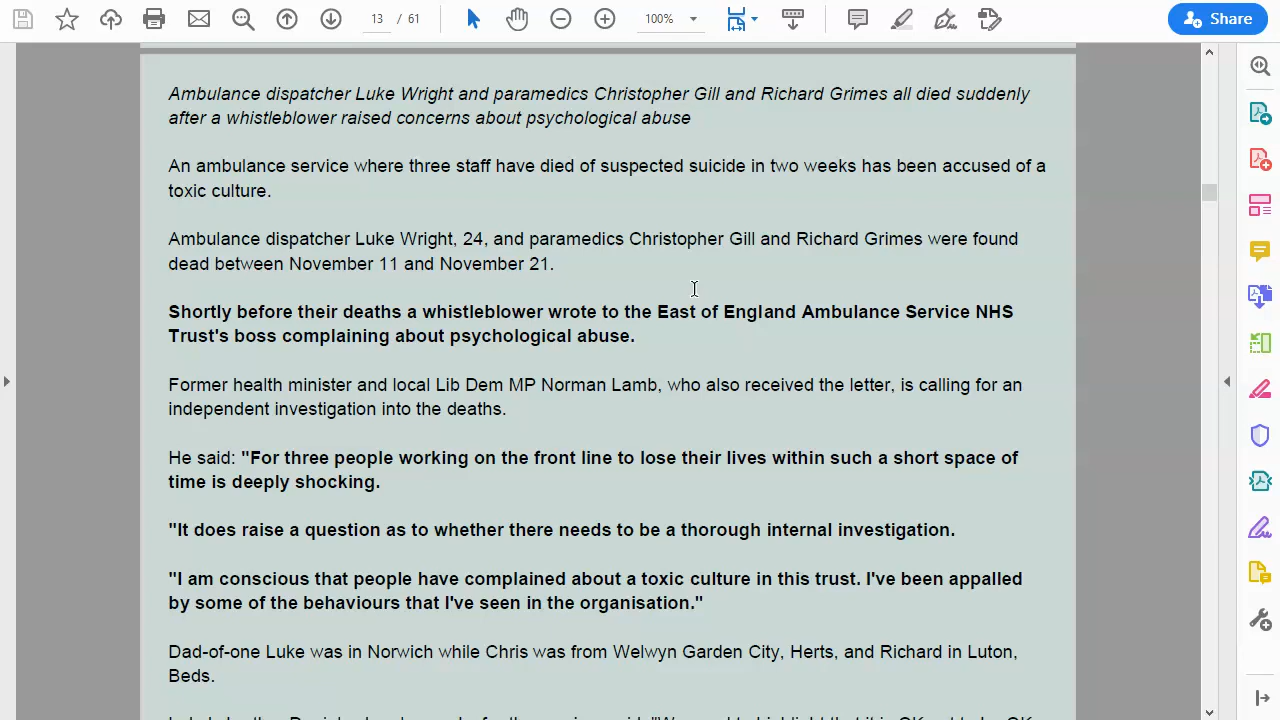 13 / 61
100%
Share
Ambulance dispatcher Luke Wright and paramedics Christopher Gill and Richard Grimes all died suddenly
after a whistleblower raised concerns about psychological abuse
An ambulance service where three staff have died of suspected suicide in two weeks has been accused of a
toxic culture.
Ambulance dispatcher Luke Wright, 24, and paramedics Christopher Gill and Richard Grimes were found
dead between November 11 and November 21.
Shortly before their deaths a whistleblower wrote to the East of England Ambulance Service NHS
Trust's boss complaining about psychological abuse.
Former health minister and local Lib Dem MP Norman Lamb, who also received the letter, is calling for an
independent investigation into the deaths.
He said: "For three people working on the front line to lose their lives within such a short space of
time is deeply shocking.
"It does raise a question as to whether there needs to be a thorough internal investigation.
"I am conscious that people have complained about a toxic culture in this trust. I've been appalled
by some of the behaviours that I've seen in the organisation."
Dad-of-one Luke was in Norwich while Chris was from Welwyn Garden City, Herts, and Richard in Luton,
Beds.